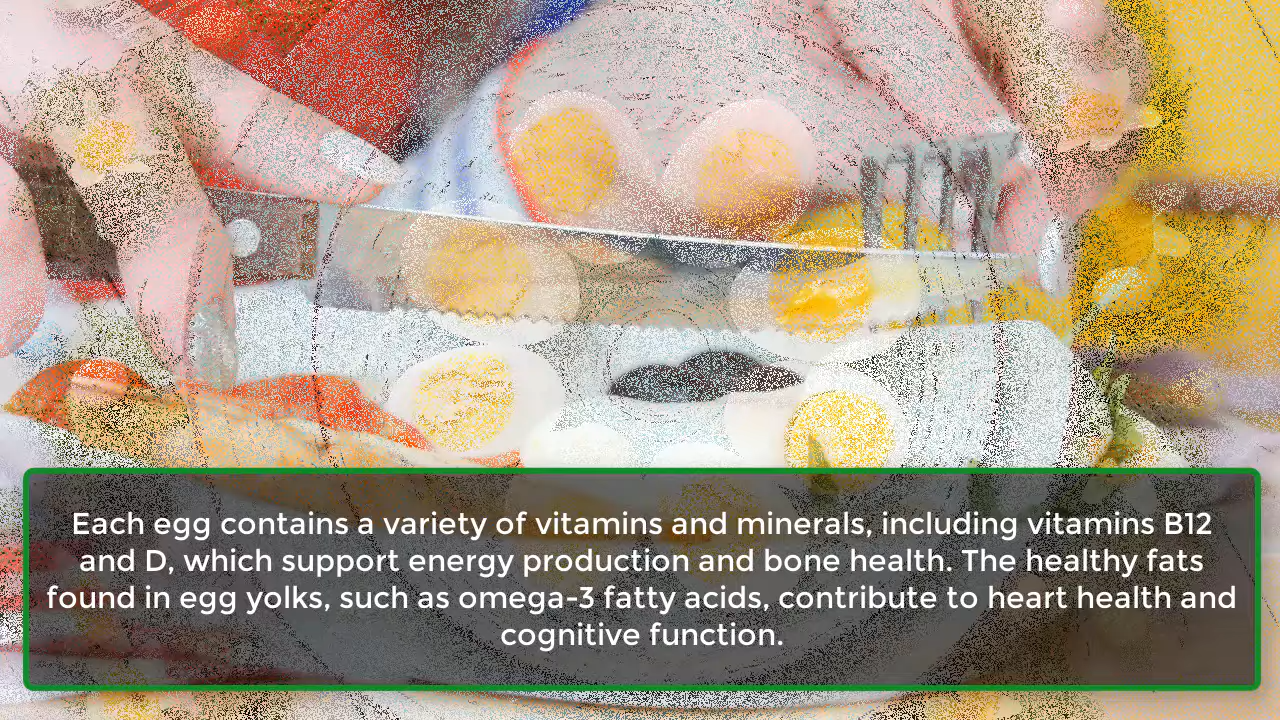 Each egg contains a variety of vitamins and minerals, including vitamins B12
and D, which support energy production and bone health. The healthy fats
found in egg yolks, such as omega-3 fatty acids, contribute to heart health and
cognitive function.